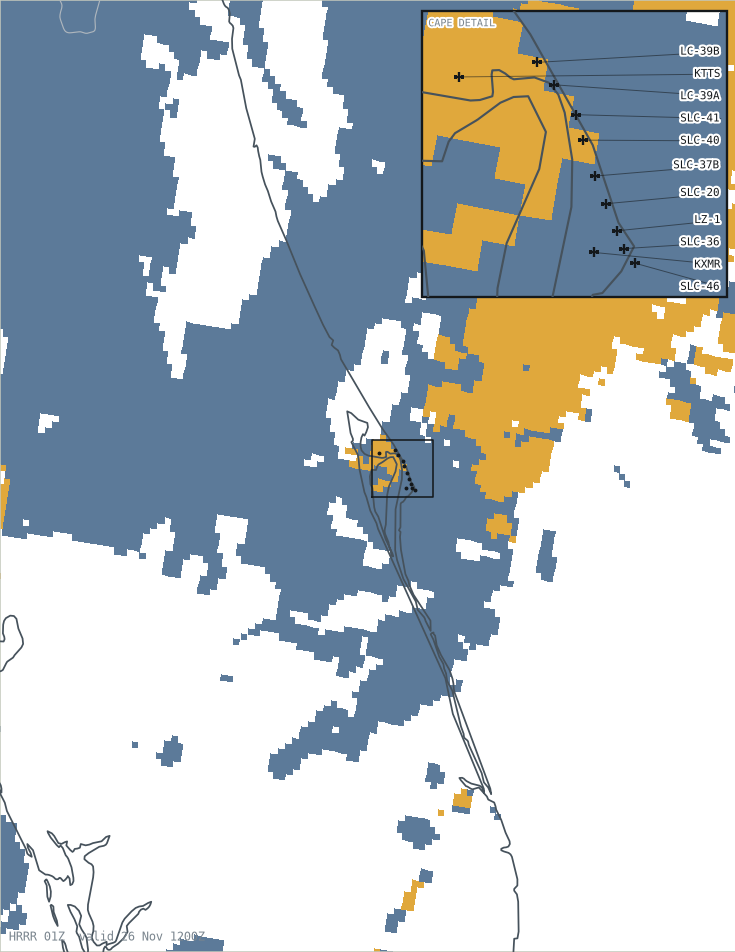 CAPE DETAIL
LC-39B
KTTS
LC-39A
SLC-41
SLC-40
SLC-37B
SLC-20
LZ-1
SLC-36
KXMR
SLC-46
HRRR 01Z  valid 26 Nov 1200Z